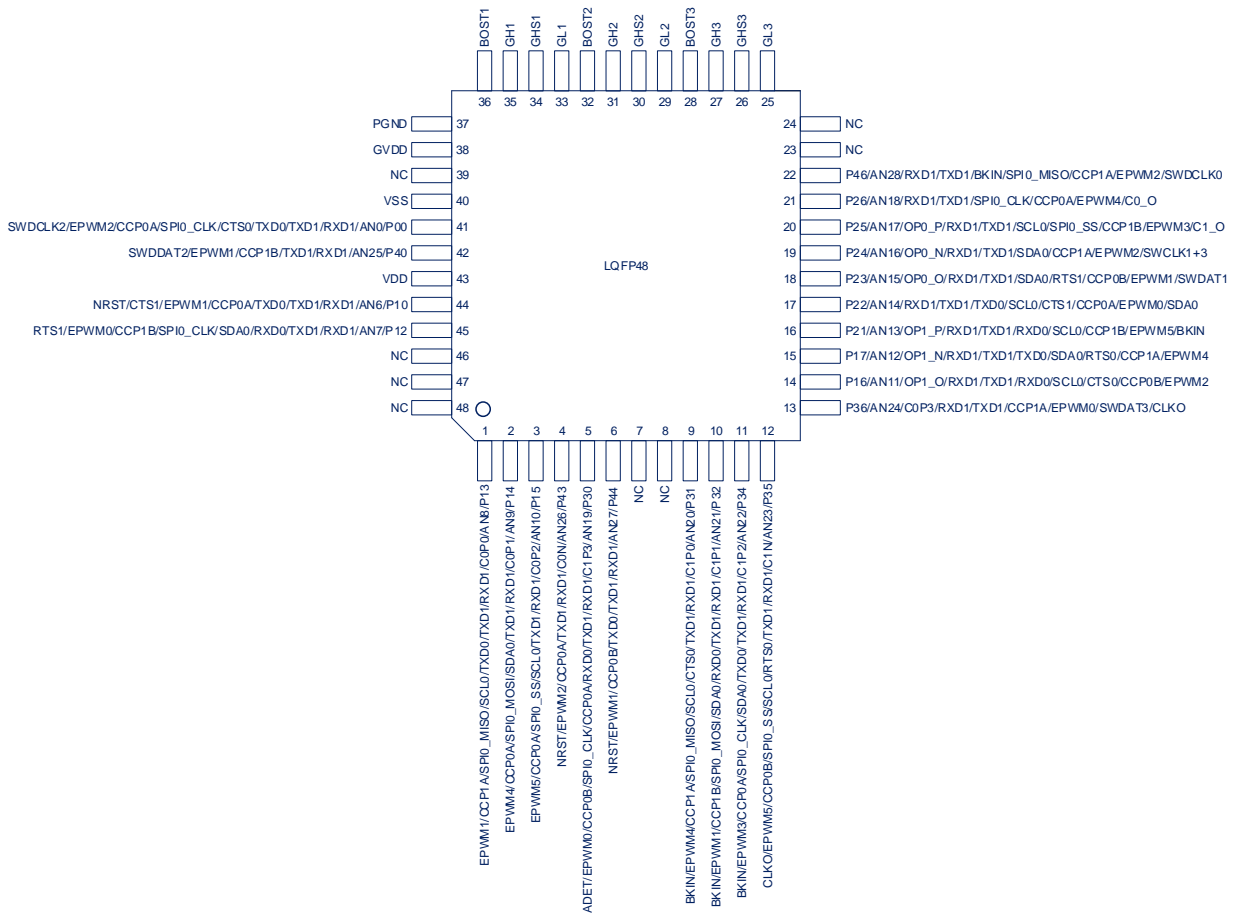 BOST1
GH1
GHS1
GL1
BOST2
GH2
GHS2
GL2
BOST3
GH3
GHS3
GL3
36
35
34
33
32
31
30
29
28
27
26
25
PGND
37
GVDD
38
NC
39
VSS
40
SWDCLK2/EPWM2/CCP0A/SPI0_CLK/CTS0/TXD0/TXD1/RXD1/AN0/P00
41
SWDDAT2/EPWM1/CCP1B/TXD1/RXD1/AN25/P40
42
VDD
43
NRST/CTS1/EPWM1/CCP0A/TXD0/TXD1/RXD1/AN6/P10
44
RTS1/EPWM0/CCP1B/SPI0_CLK/SDA0/RXD0/TXD1/RXD1/AN7/P12
45
NC
46
NC
47
NC
48
LQFP48
24
NC
23
NC
22
P46/AN28/RXD1/TXD1/BKIN/SPI0_MISO/CCP1A/EPWM2/SWDCLK0
21
P26/AN18/RXD1/TXD1/SPI0_CLK/CCP0A/EPWM4/C0_O
20
P25/AN17/OP0_P/RXD1/TXD1/SCL0/SPI0_SS/CCP1B/EPWM3/C1_O
19
P24/AN16/OP0_N/RXD1/TXD1/SDA0/CCP1A/EPWM2/SWCLK1+3
18
P23/AN15/OP0_O/RXD1/TXD1/SDA0/RTS1/CCP0B/EPWM1/SWDAT1
17
P22/AN14/RXD1/TXD1/TXD0/SCL0/CTS1/CCP0A/EPWM0/SDA0
16
P21/AN13/OP1_P/RXD1/TXD1/RXD0/SCL0/CCP1B/EPWM5/BKIN
15
P17/AN12/OP1_N/RXD1/TXD1/TXD0/SDA0/RTS0/CCP1A/EPWM4
14
P16/AN11/OP1_O/RXD1/TXD1/RXD0/SCL0/CTS0/CCP0B/EPWM2
13
P36/AN24/C0P3/RXD1/TXD1/CCP1A/EPWM0/SWDAT3/CLKO
1
2
3
4
5
6
7
8
9
10
11
12
EPWM1/CCP1A/SPI0_MISO/SCL0/TXD0/TXD1/RXD1/C0P0/AN8/P13
EPWM4/CCP0A/SPI0_MOSI/SDA0/TXD1/RXD1/C0P1/AN9/P14
EPWM5/CCP0A/SPI0_SS/SCL0/TXD1/RXD1/C0P2/AN10/P15
NRST/EPWM2/CCP0A/TXD1/RXD1/C0N/AN26/P43
ADET/EPWM0/CCP0B/SPI0_CLK/CCP0A/RXD0/TXD1/RXD1/C1P3/AN19/P30
NRST/EPWM1/CCP0B/TXD0/TXD1/RXD1/AN27/P44
NC
NC
BKIN/EPWM4/CCP1A/SPI0_MISO/SCL0/CTS0/TXD1/RXD1/C1P0/AN20/P31
BKIN/EPWM1/CCP1B/SPI0_MOSI/SDA0/RXD0/TXD1/RXD1/C1P1/AN21/P32
BKIN/EPWM3/CCP0A/SPI0_CLK/SDA0/TXD0/TXD1/RXD1/C1P2/AN22/P34
CLKO/EPWM5/CCP0B/SPI0_SS/SCL0/RTS0/TXD1/RXD1/C1N/AN23/P35